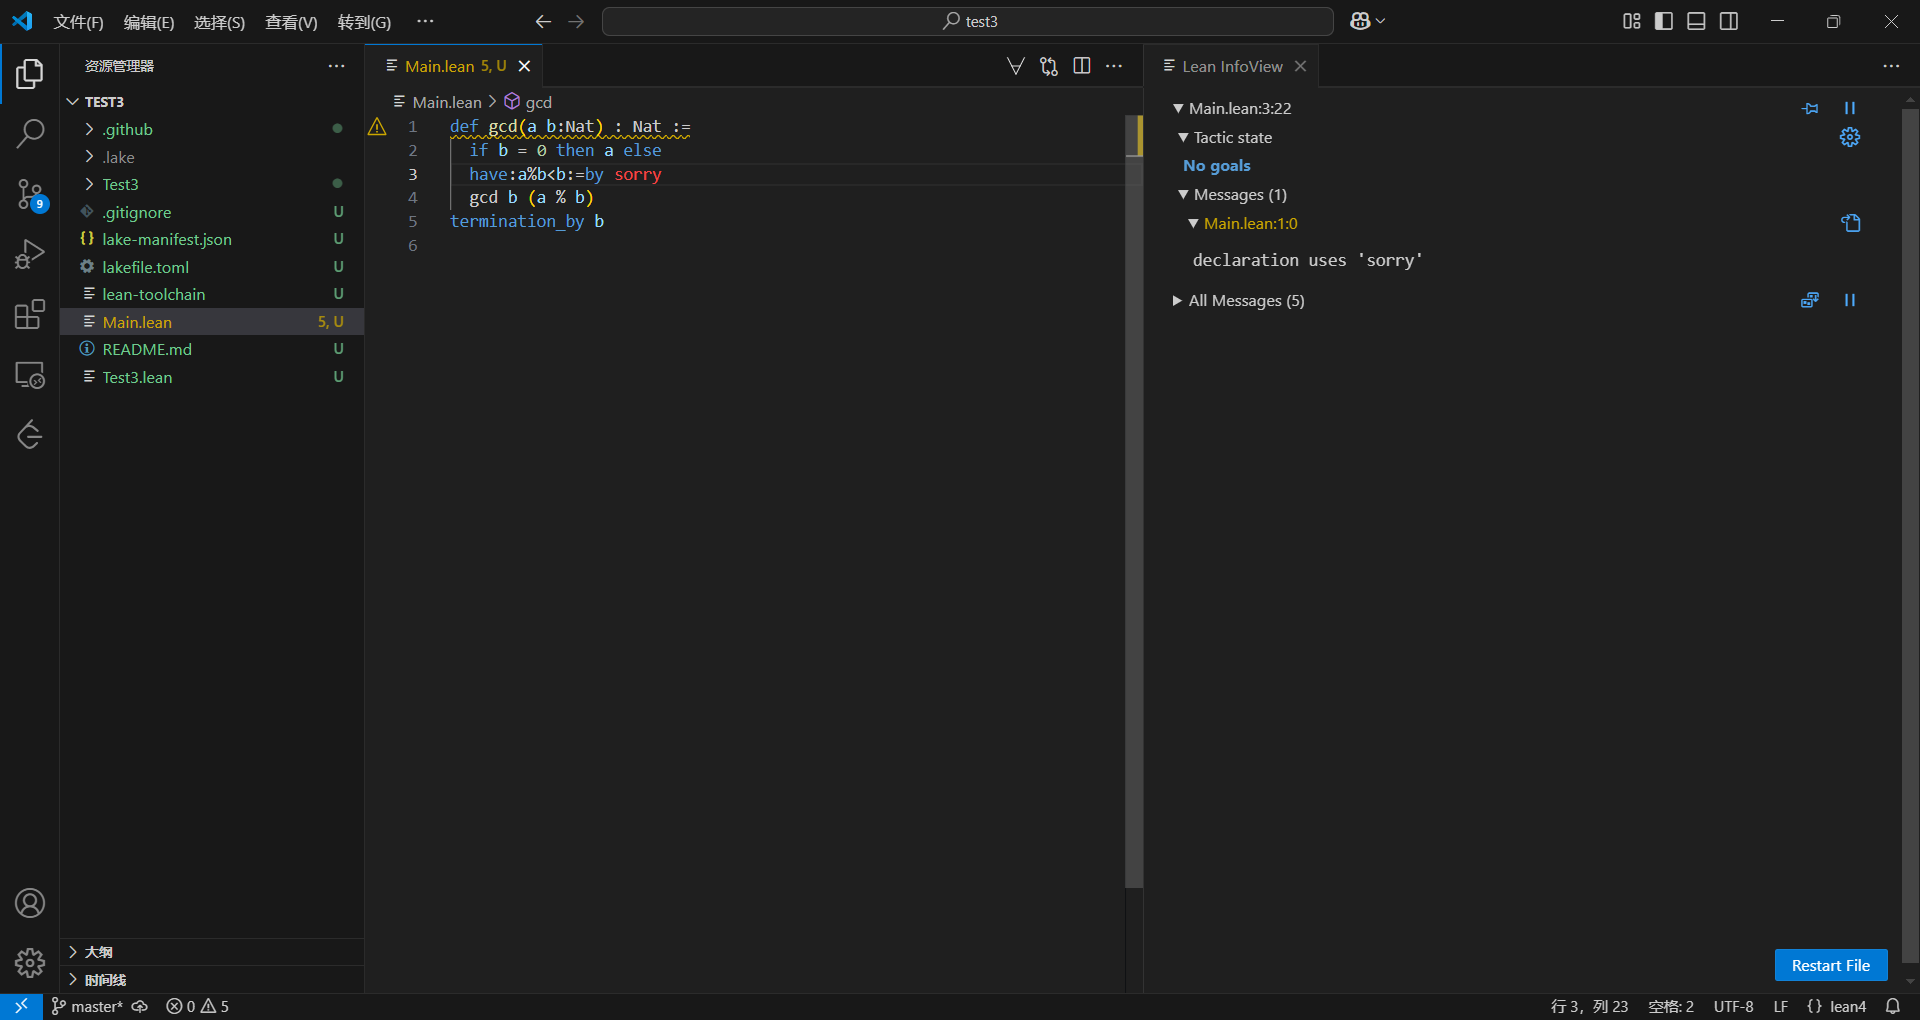 文件(F) 编辑(E) 选择(S) 查看(V) 转到(G) ··· test3
资源管理器 ···
TEST3
.github
.lake
Test3
.gitignore U
lake-manifest.json U
lakefile.toml U
lean-toolchain U
Main.lean 5, U
README.md U
Test3.lean U
大纲
时间线
9
Main.lean 5, U
Main.lean > gcd
1 def gcd(a b:Nat) : Nat :=
2 if b = 0 then a else
3 have:a%b<b:=by sorry
4 gcd b (a % b)
5 termination_by b
6
Lean InfoView
Main.lean:3:22
Tactic state
No goals
Messages (1)
Main.lean:1:0
declaration uses 'sorry'
All Messages (5)
Restart File
master* 0 5 行 3，列 23 空格: 2 UTF-8 LF {} lean4